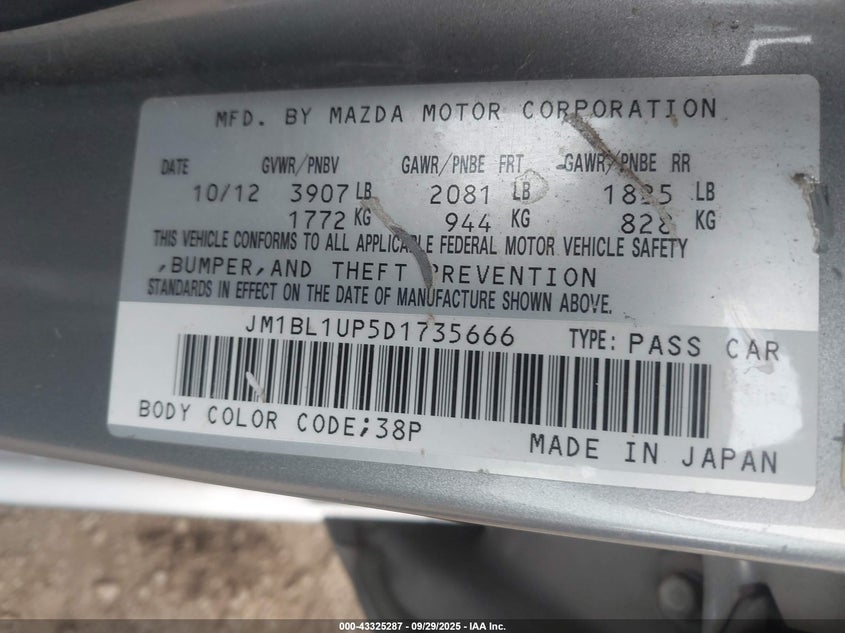 MFD. BY MAZDA MOTOR CORPORATION
DATE GVWR/PNBV GAWR/PNBE FRT GAWR/PNBE RR
10/12 3907 LB 2081 LB 1825 LB
1772 KG 944 KG 828 KG
THIS VEHICLE CONFORMS TO ALL APPLICABLE FEDERAL MOTOR VEHICLE SAFETY
,BUMPER,AND THEFT PREVENTION
STANDARDS IN EFFECT ON THE DATE OF MANUFACTURE SHOWN ABOVE.
JM1BL1UP5D1735666 TYPE: PASS CAR
BODY COLOR CODE;38P
MADE IN JAPAN
000-43325287 - 09/29/2025 - IAA Inc.